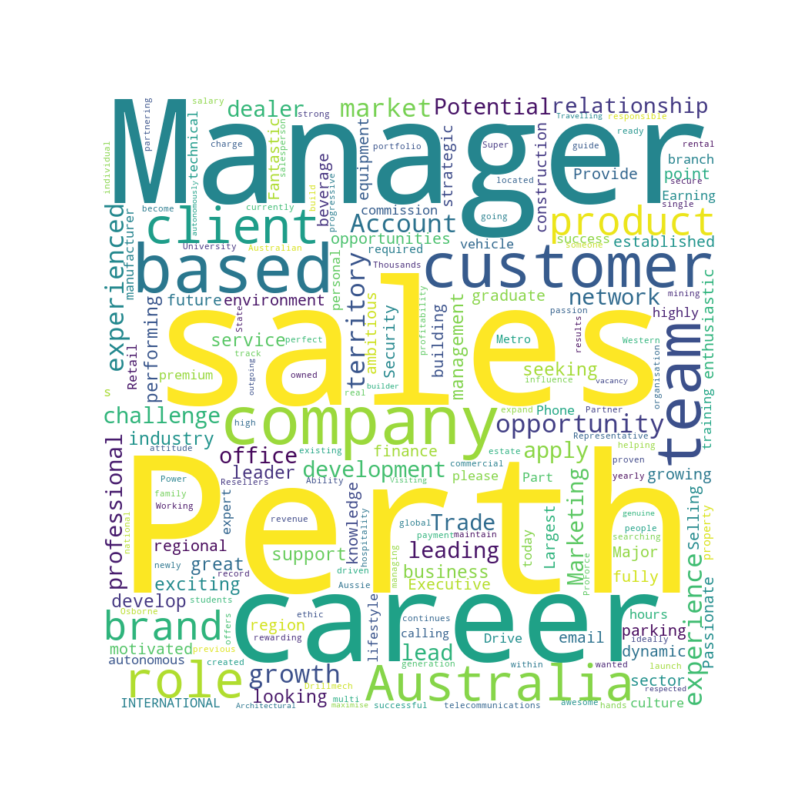 individual
partnering
salary
dealer
strong
market
Potential
relationship
Travelling
responsible
Manager
technical
Fantastic
salesperson
charge
portfolio
Super
guide
ready
rental
autonomously
become
currently
build
progressive
beverage
equipment
commission
located
strategic
construction
Provide
branch
point
secure
Earning
single
manufacturer
experienced
client
University
Australian
opportunities
Account
going
product
based
personal
required
vehicle
success
someone
established
customer
Thousands
profitability
passion
Western
mining
future
environment
State
territory
ambitious
management
graduate
network
highly
enthusiastic
Retail
performing
service
track
perfect
sales
Security
building
Metro
results
organisation
team
premium
outgoing
owned
real
builder
seeking
influence
vacancy
training
s
challenge
high
company
expand
Partner
opportunity
Phone
Representative
helping
industry
attitude
office
existing
finance
estate
apply
proven
yearly
professional
leader
development
commercial
please
Part
growing
Power
family
Working
Resellers
expert
Ability
Visiting
Perth
Selling
property
national
regional
revenue
support
knowledge
hospitality
global
payment
Trade
maintain
leading
today
Largest
Marketing
genuine
people
searching
Major
fully
newly
record
great
exciting
driven
Aussie
managing
business
Executive
Proforce
develop
students
Osborne
brand
previous
offers
career
ethic
rewarding
region
lifestyle
continues
calling
lead
Drive
email
hours
parking
ideally
dynamic
wanted
launch
respected
motivated
autonomous
created
generation
within
experience
Passionate
role
growth
looking
Drillmech
Australia
sector
culture
INTERNATIONAL
Architectural
multi
maximise
successful
telecommunications
awesome
hands